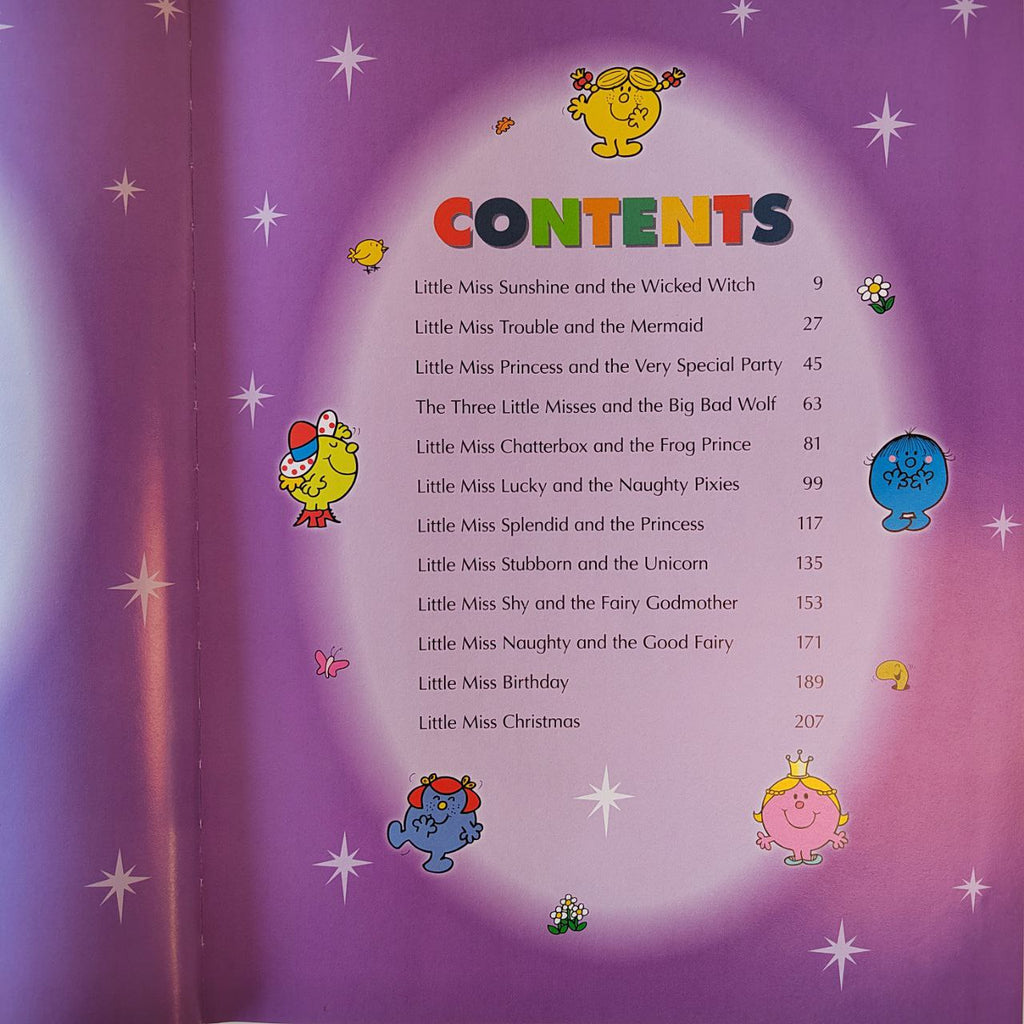 CONTENTS
Little Miss Sunshine and the Wicked Witch 9
Little Miss Trouble and the Mermaid 27
Little Miss Princess and the Very Special Party 45
The Three Little Misses and the Big Bad Wolf 63
Little Miss Chatterbox and the Frog Prince 81
Little Miss Lucky and the Naughty Pixies 99
Little Miss Splendid and the Princess 117
Little Miss Stubborn and the Unicorn 135
Little Miss Shy and the Fairy Godmother 153
Little Miss Naughty and the Good Fairy 171
Little Miss Birthday 189
Little Miss Christmas 207